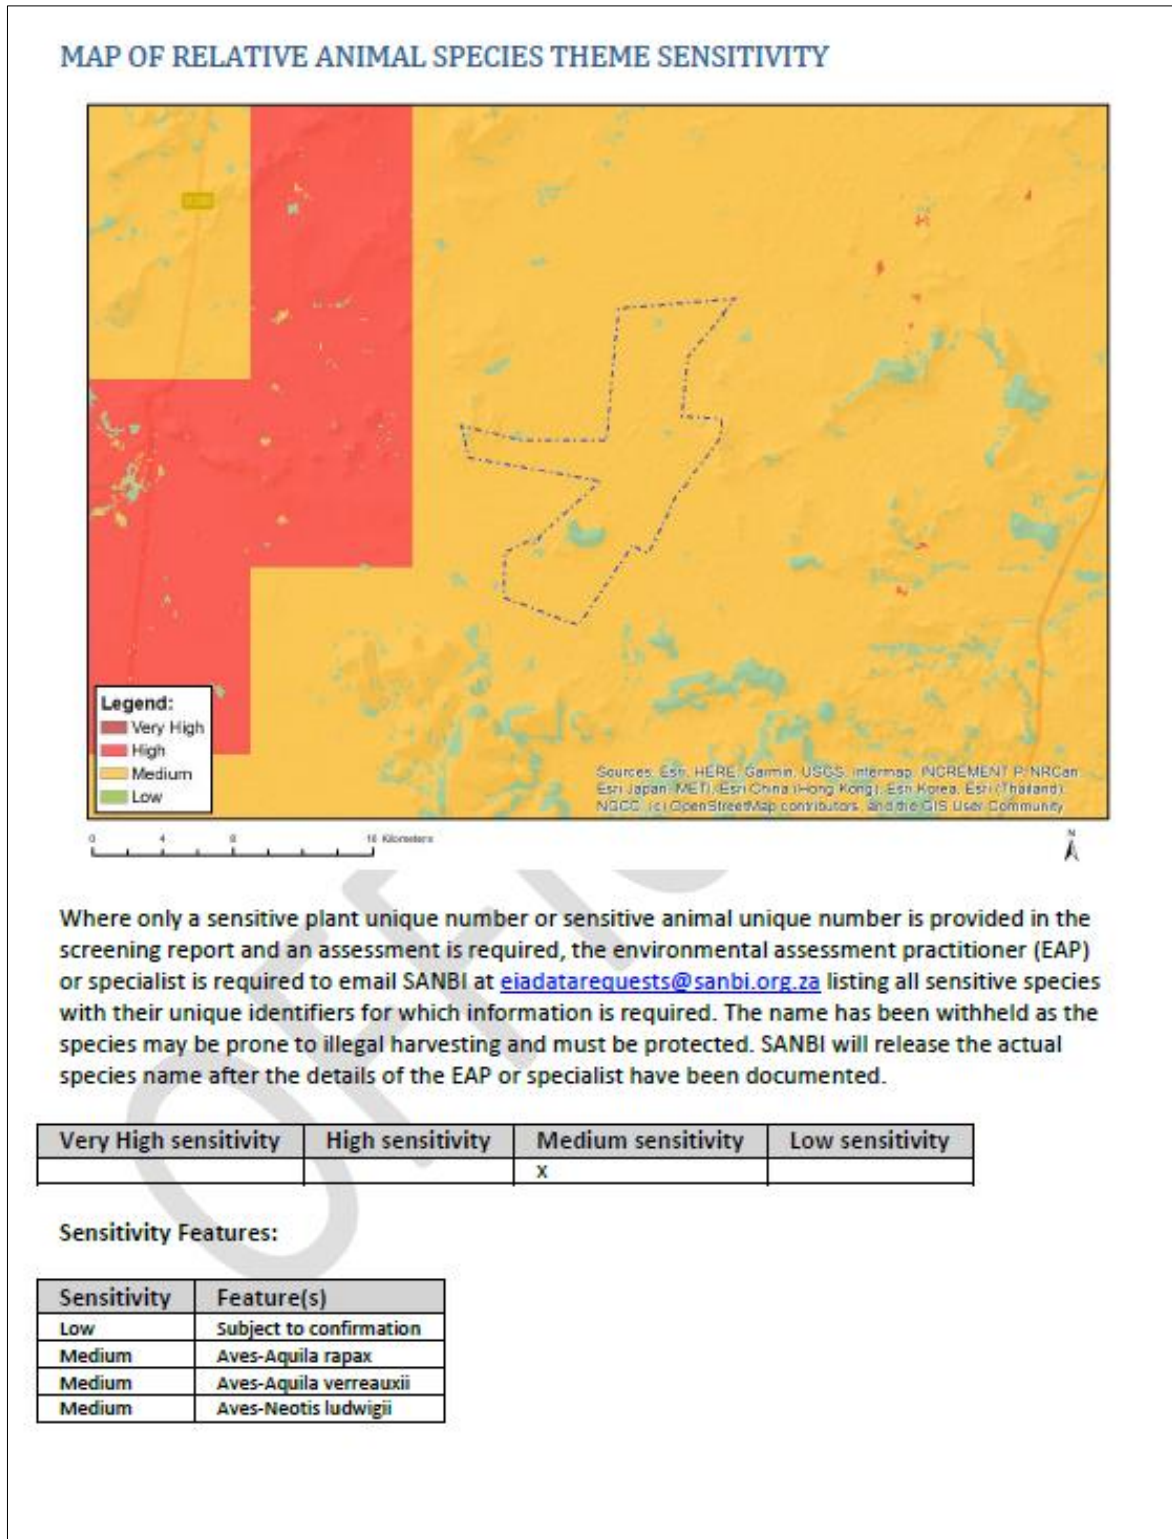 MAP OF RELATIVE ANIMAL SPECIES THEME SENSITIVITY
Legend:
Very High
High
Medium
Low
Sources: Esri, HERE, Garmin, USGS, Intermap, INCREMENT P, NRCan,
Esri Japan, METI, Esri China (Hong Kong), Esri Korea, Esri (Thailand),
NGCC, (c) OpenStreetMap contributors, and the GIS User Community
0 4 8 16 Kilometers
N
Where only a sensitive plant unique number or sensitive animal unique number is provided in the
screening report and an assessment is required, the environmental assessment practitioner (EAP)
or specialist is required to email SANBI at eiadatarequests@sanbi.org.za listing all sensitive species
with their unique identifiers for which information is required. The name has been withheld as the
species may be prone to illegal harvesting and must be protected. SANBI will release the actual
species name after the details of the EAP or specialist have been documented.
Very High sensitivity High sensitivity Medium sensitivity Low sensitivity
X
Sensitivity Features:
Sensitivity Feature(s)
Low Subject to confirmation
Medium Aves-Aquila rapax
Medium Aves-Aquila verreauxii
Medium Aves-Neotis ludwigii